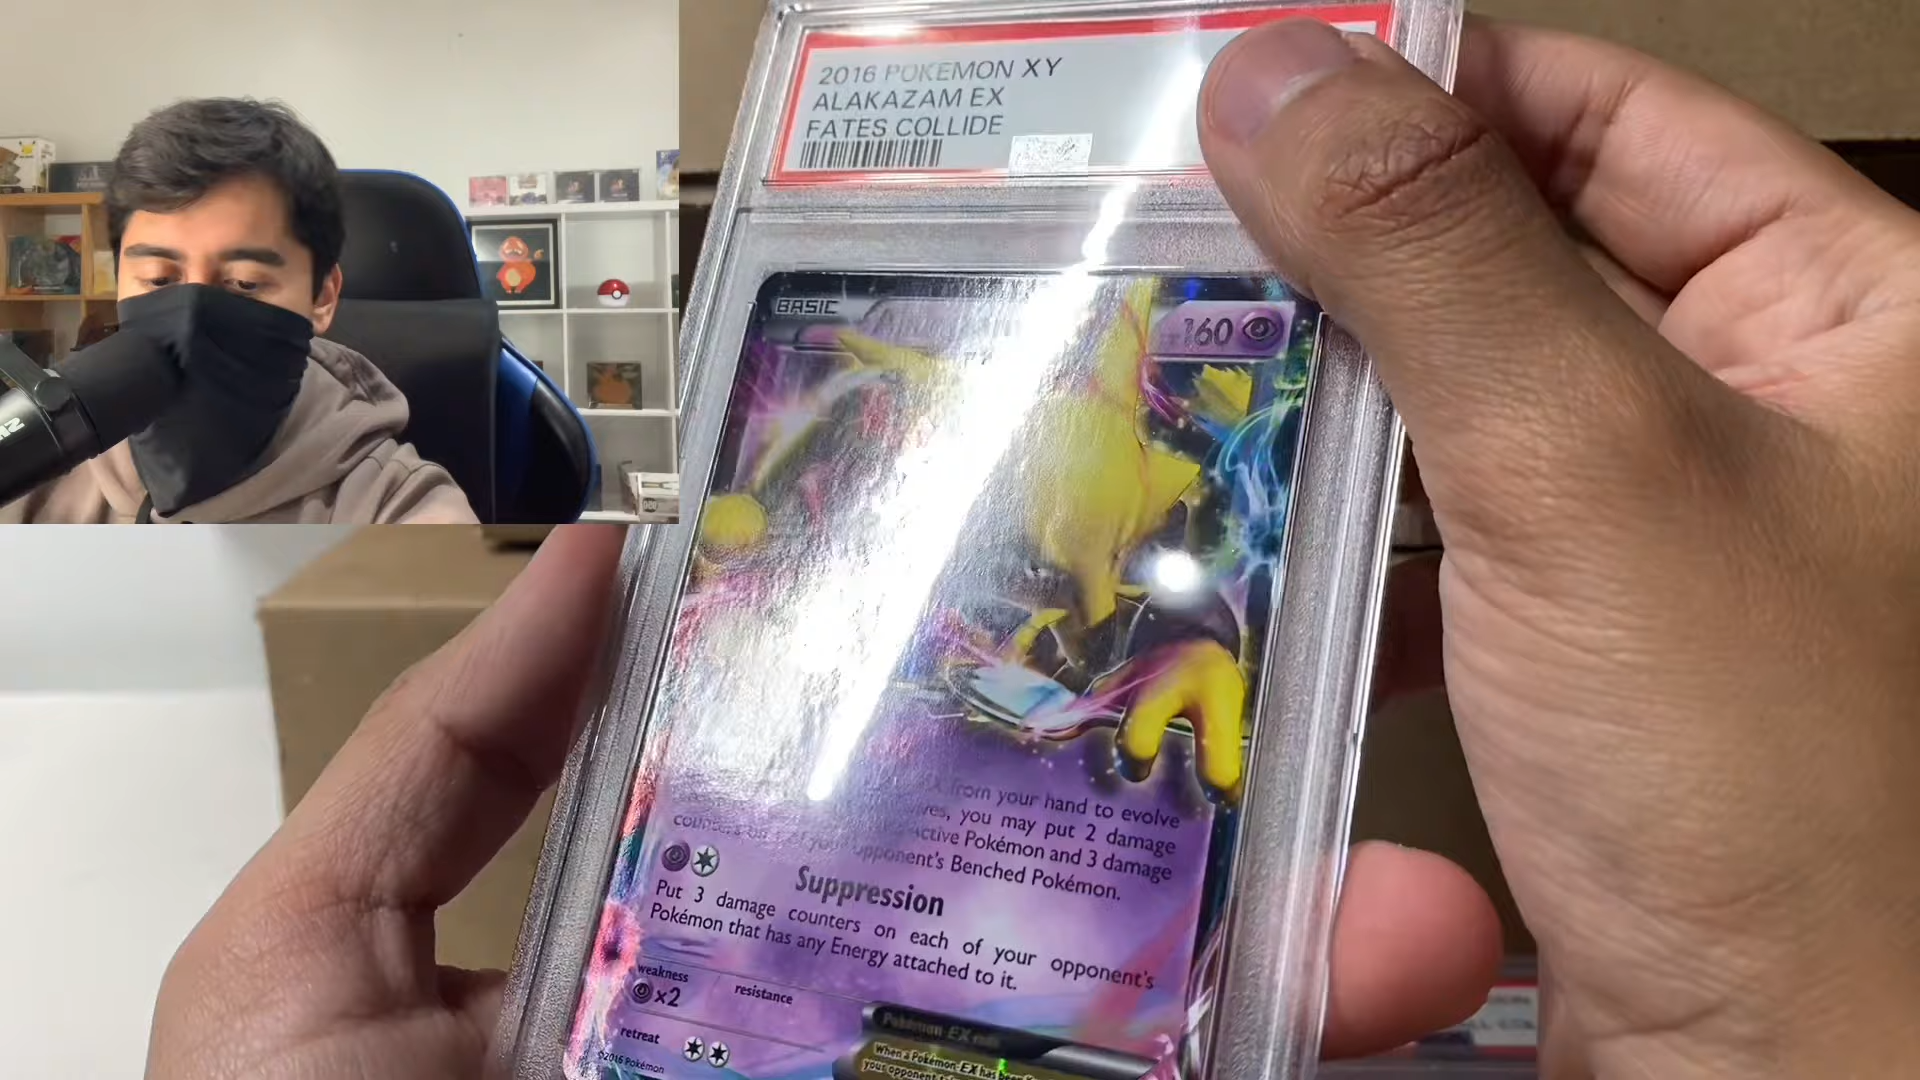 2016 POKEMON XY
ALAKAZAM EX
FATES COLLIDE
BASIC
160
from your hand to evolve
you may put 2 damage
Active Pokémon and 3 damage
opponent's Benched Pokémon.
Suppression
Put 3 damage counters on each of your opponent's
Pokémon that has any Energy attached to it.
weakness
x2
resistance
retreat
©2016 Pokémon
Pokémon-EX rule
When a Pokémon-EX has been
your opponent